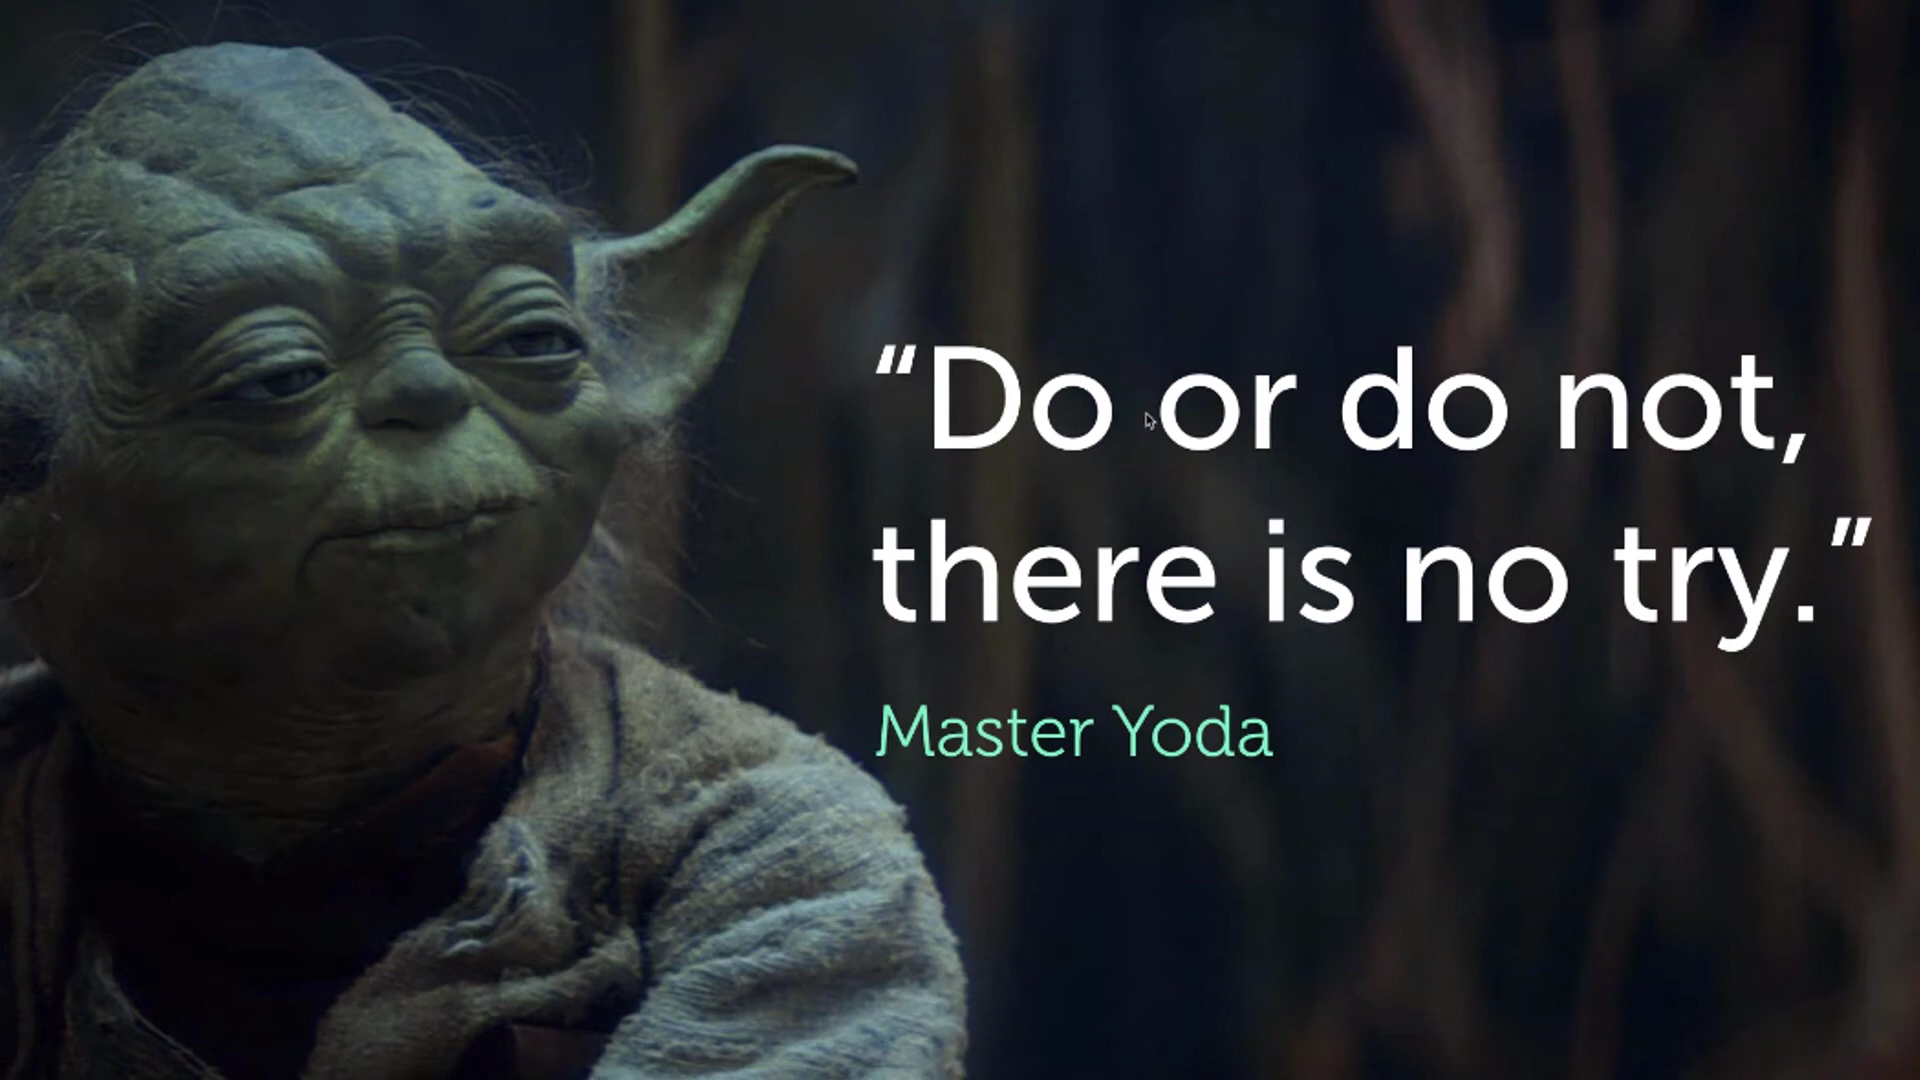 “Do or do not,
there is no try.”
Master Yoda